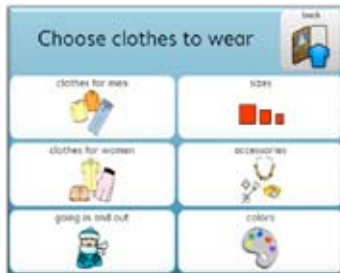 back
Choose clothes to wear
clothes for men
sizes
clothes for women
accessories
going in and out
colors